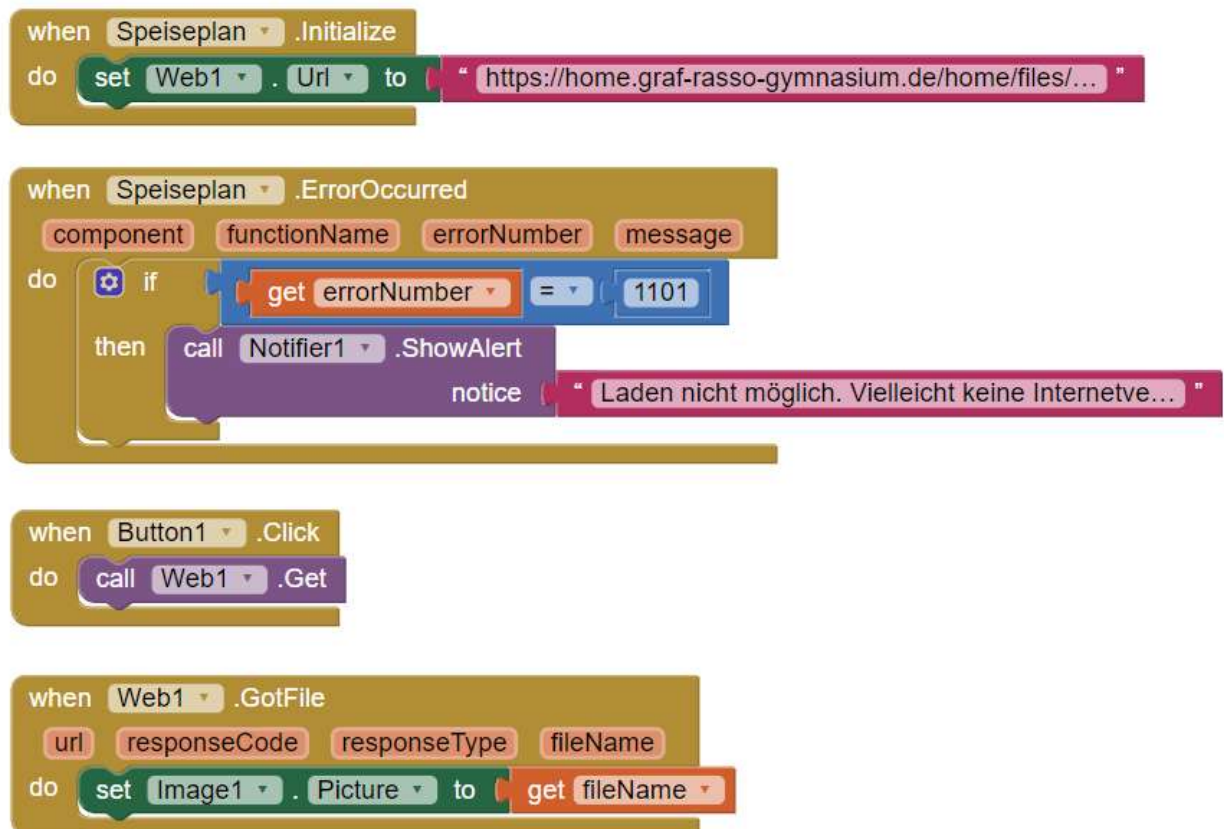 when Speiseplan .Initialize
do set Web1 . Url to " https://home.graf-rasso-gymnasium.de/home/files/… "
when Speiseplan .ErrorOccurred
component functionName errorNumber message
do if get errorNumber = 1101
then call Notifier1 .ShowAlert
notice " Laden nicht möglich. Vielleicht keine Internetve… "
when Button1 .Click
do call Web1 .Get
when Web1 .GotFile
url responseCode responseType fileName
do set Image1 . Picture to get fileName